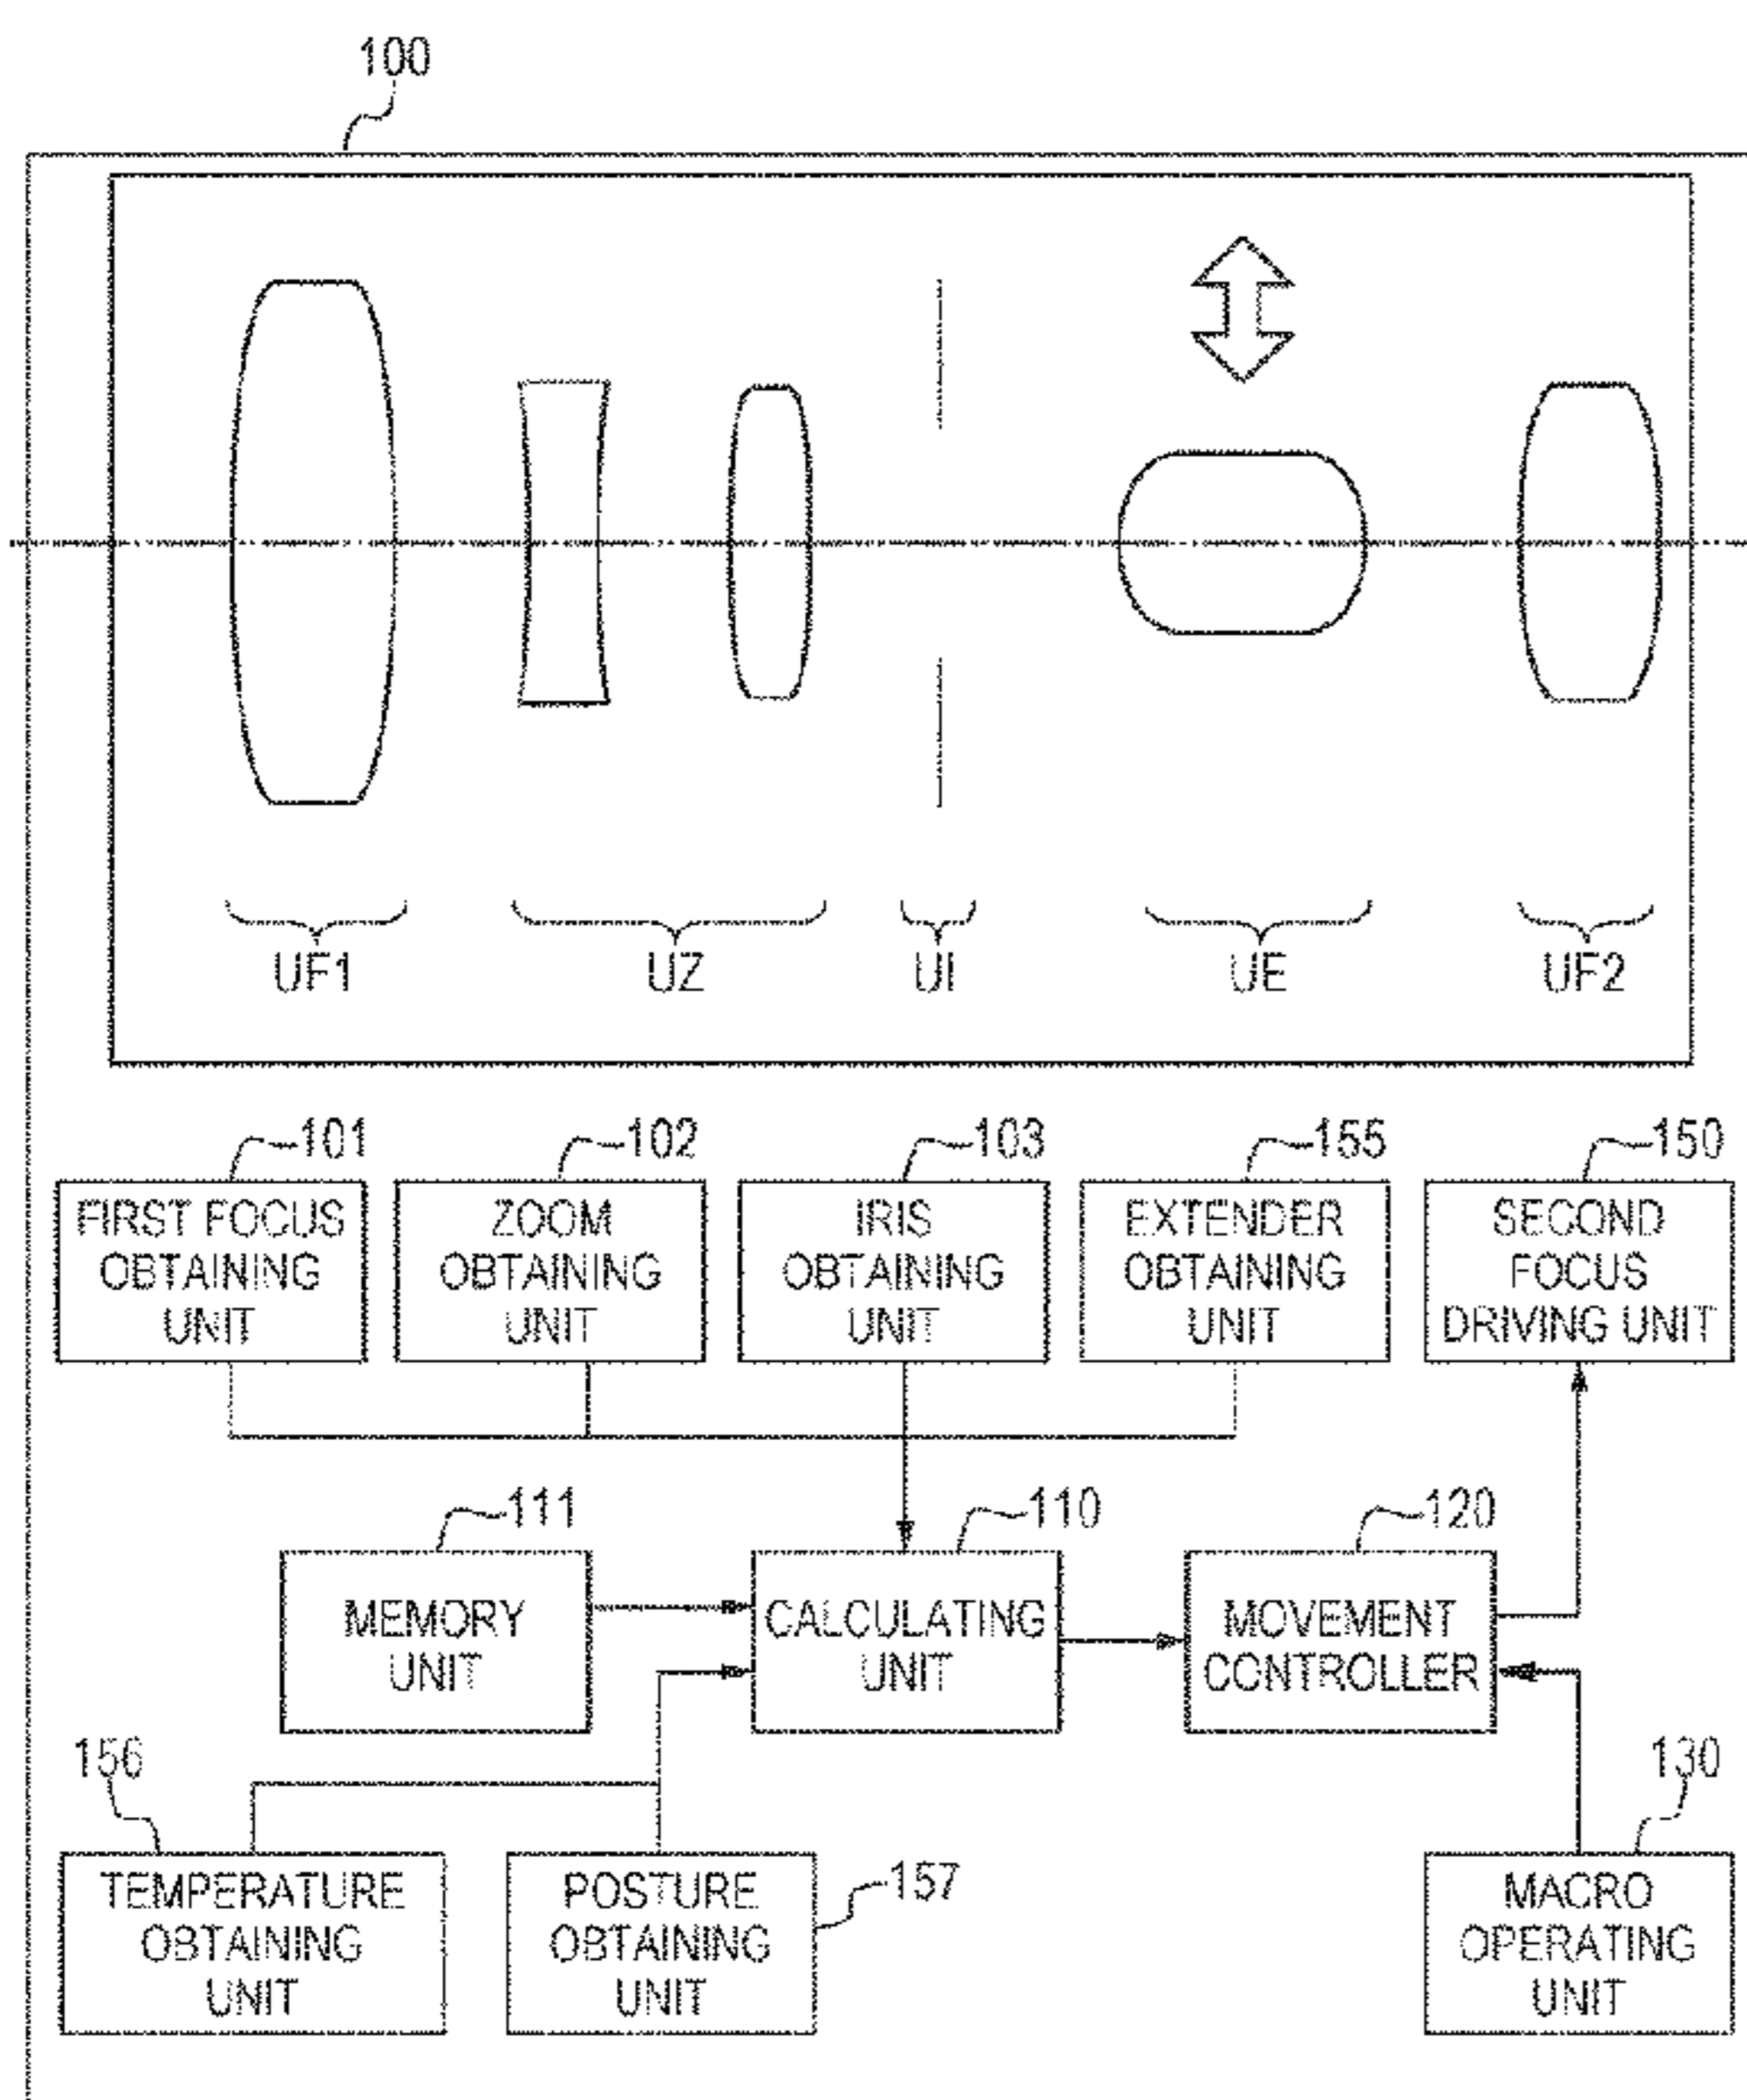 100
UF1 UZ UI UE UF2
101 102 103 155 150
FIRST FOCUS
OBTAINING
UNIT
ZOOM
OBTAINING
UNIT
IRIS
OBTAINING
UNIT
EXTENDER
OBTAINING
UNIT
SECOND
FOCUS
DRIVING UNIT
111 110 120
MEMORY
UNIT
CALCULATING
UNIT
MOVEMENT
CONTROLLER
156
TEMPERATURE
OBTAINING
UNIT
POSTURE
OBTAINING
UNIT
157
130
MACRO
OPERATING
UNIT